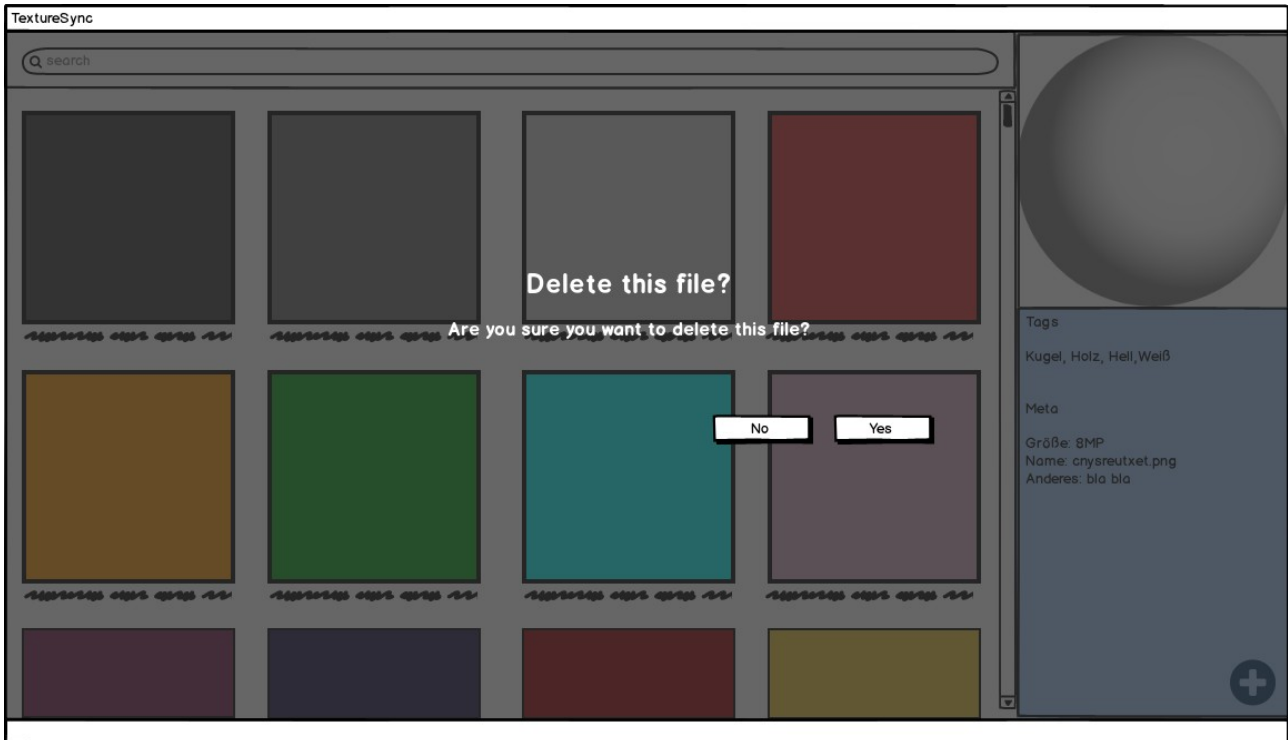 TextureSync
search
Delete this file?
Are you sure you want to delete this file?
No
Yes
Tags
Kugel, Holz, Hell,Weiß
Meta
Größe: 8MP
Name: cnysreutxet.png
Anderes: bla bla